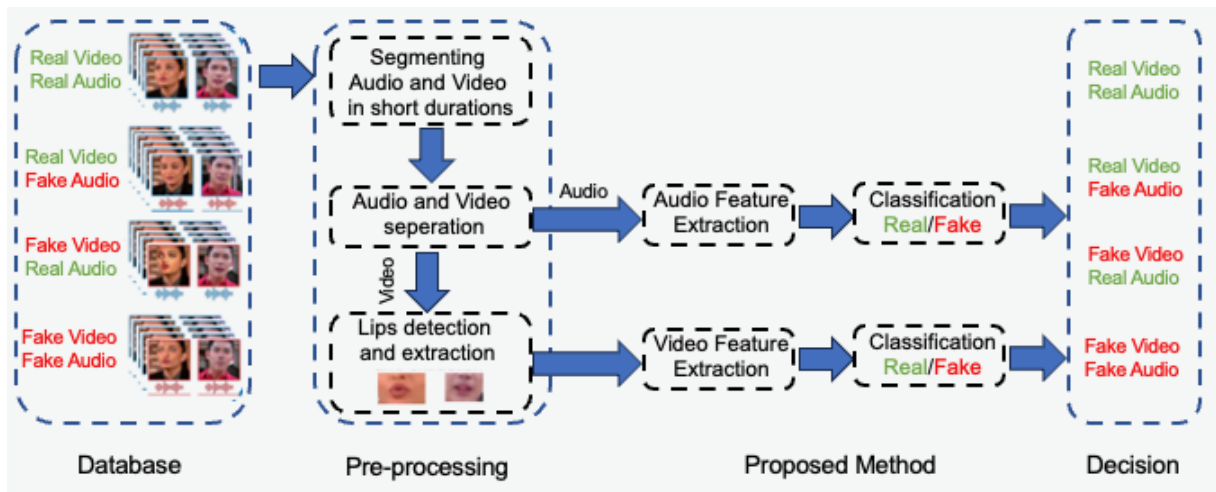 Real Video
Real Audio
Real Video
Fake Audio
Fake Video
Real Audio
Fake Video
Fake Audio
Database
Segmenting
Audio and Video
in short durations
Audio and Video
seperation
Video
Lips detection
and extraction
Pre-processing
Audio
Audio Feature
Extraction
Classification
Real/Fake
Video Feature
Extraction
Classification
Real/Fake
Proposed Method
Real Video
Real Audio
Real Video
Fake Audio
Fake Video
Real Audio
Fake Video
Fake Audio
Decision